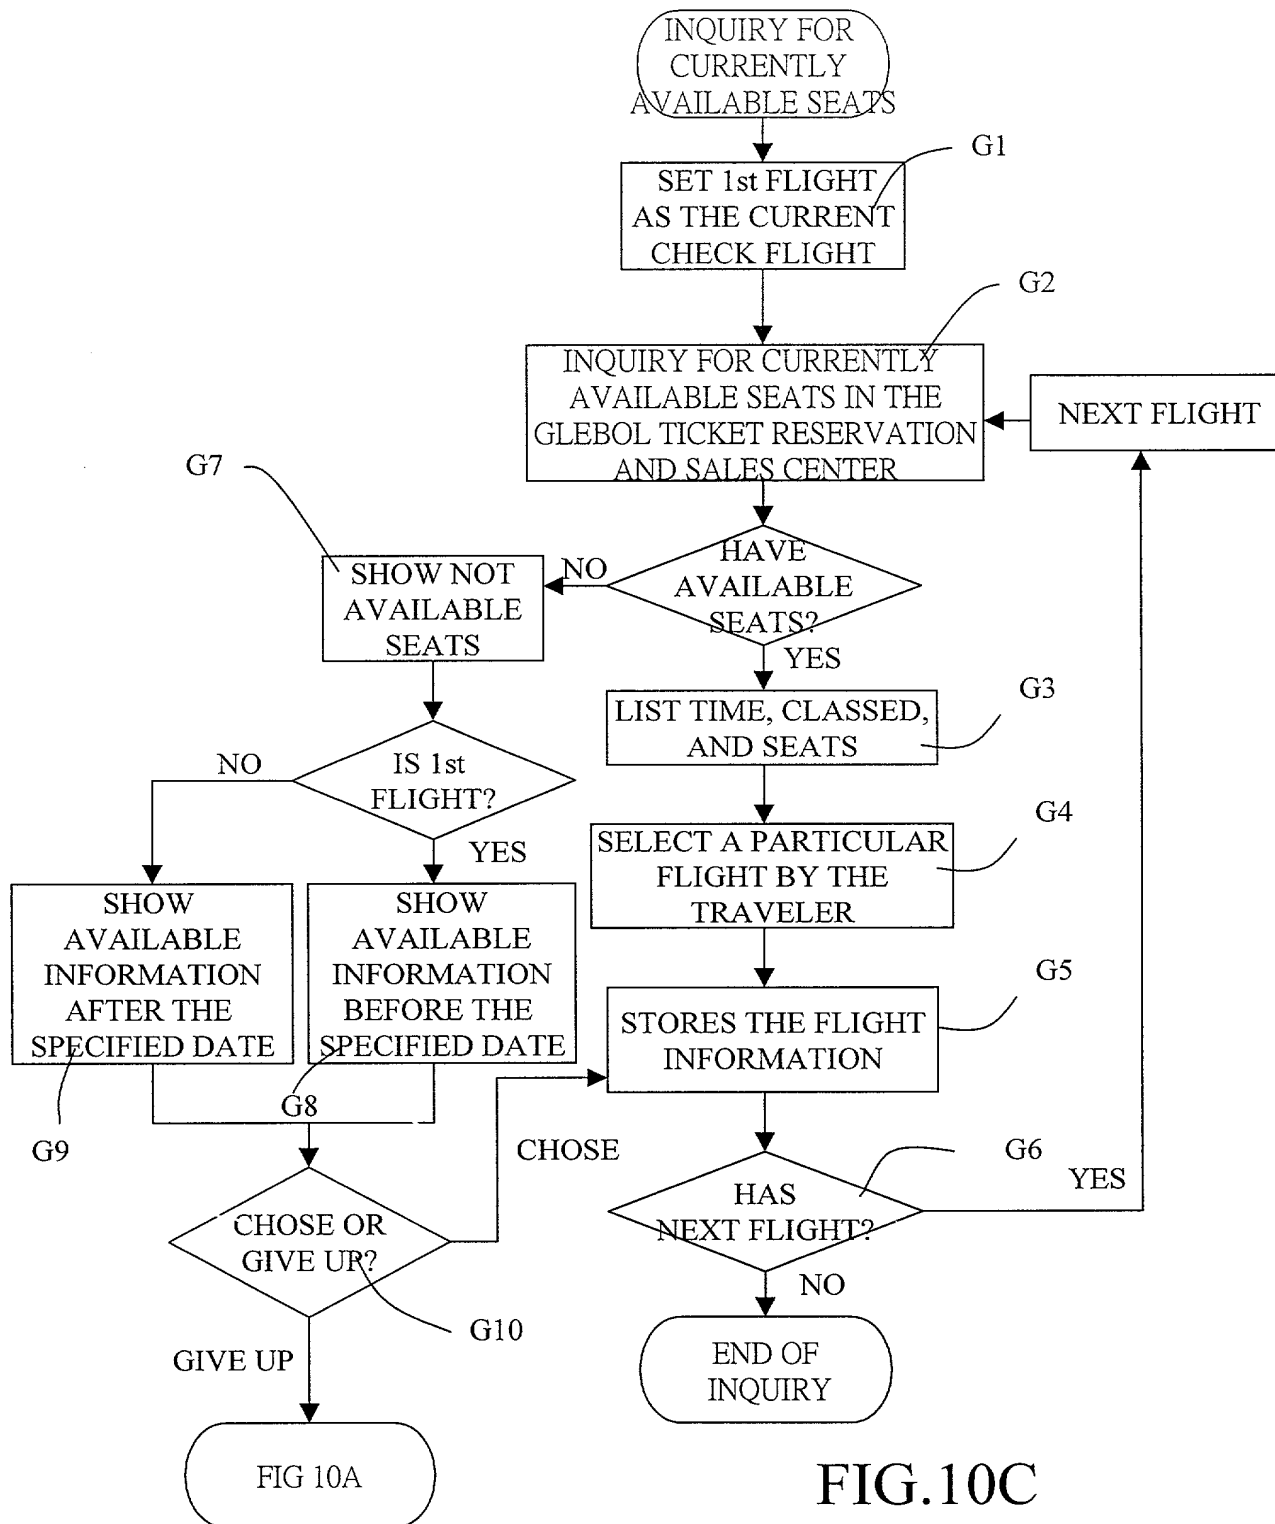 INQUIRY FOR
CURRENTLY
AVAILABLE SEATS
G1
SET 1st FLIGHT
AS THE CURRENT
CHECK FLIGHT
G2
INQUIRY FOR CURRENTLY
AVAILABLE SEATS IN THE
GLEBOL TICKET RESERVATION
AND SALES CENTER
NEXT FLIGHT
G7
HAVE
AVAILABLE
SEATS?
NO
SHOW NOT
AVAILABLE
SEATS
YES
G3
LIST TIME, CLASSED,
AND SEATS
NO
IS 1st
FLIGHT?
YES
G4
SELECT A PARTICULAR
FLIGHT BY THE
TRAVELER
SHOW
AVAILABLE
INFORMATION
AFTER THE
SPECIFIED DATE
SHOW
AVAILABLE
INFORMATION
BEFORE THE
SPECIFIED DATE
G5
STORES THE FLIGHT
INFORMATION
G8
G9
CHOSE
G6
YES
HAS
NEXT FLIGHT?
CHOSE OR
GIVE UP?
NO
G10
GIVE UP
END OF
INQUIRY
FIG 10A
FIG.10C